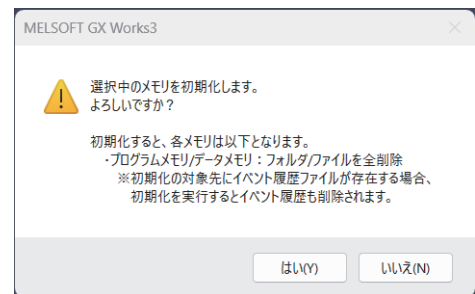 MELSOFT GX Works3
選択中のメモリを初期化します。
よろしいですか？
初期化すると、各メモリは以下となります。
・プログラムメモリ/データメモリ：フォルダ/ファイルを全削除
※初期化の対象先にイベント履歴ファイルが存在する場合、
初期化を実行するとイベント履歴も削除されます。
はい(Y)
いいえ(N)